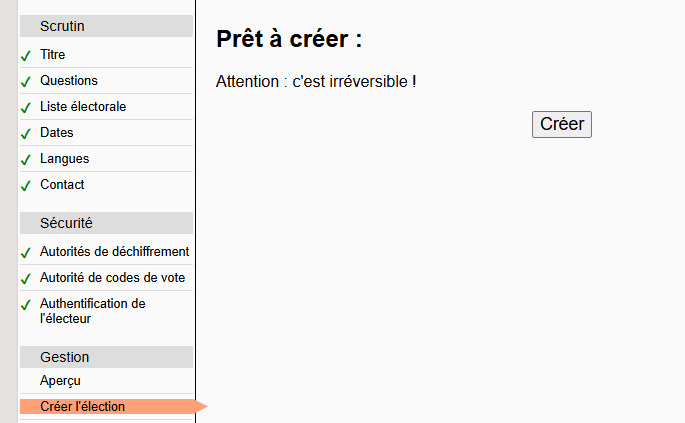 Scrutin
Titre
Questions
Liste électorale
Dates
Langues
Contact
Sécurité
Autorités de déchiffrement
Autorité de codes de vote
Authentification de
l'électeur
Gestion
Aperçu
Créer l'élection
Prêt à créer :
Attention : c'est irréversible !
Créer